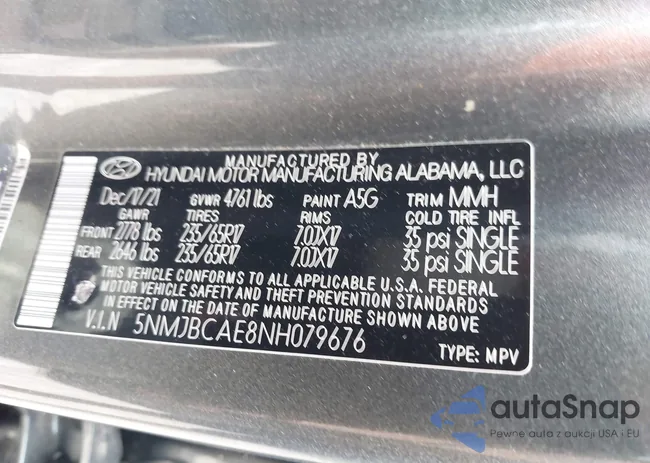 MANUFACTURED BY
HYUNDAI MOTOR MANUFACTURING ALABAMA, LLC
Dec/17/21 GVWR 4761 lbs PAINT A5G TRIM MMH
GAWR TIRES RIMS COLD TIRE INFL
FRONT 2778 lbs 235/65R17 7.0JX17 35 psi SINGLE
REAR 2646 lbs 235/65R17 7.0JX17 35 psi SINGLE
THIS VEHICLE CONFORMS TO ALL APPLICABLE U.S.A. FEDERAL
MOTOR VEHICLE SAFETY AND THEFT PREVENTION STANDARDS
IN EFFECT ON THE DATE OF MANUFACTURE SHOWN ABOVE
V.I.N 5NMJBCAE8NH079676
TYPE: MPV
autaSnap
Pewne auta z aukcji USA i EU